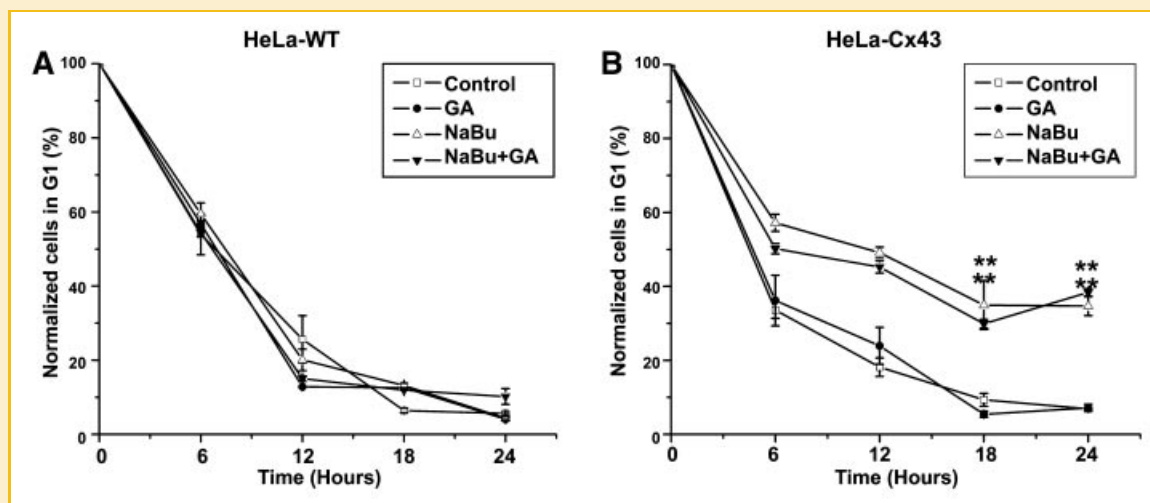 HeLa-WT
A
Normalized cells in G1 (%)
100
80
60
40
20
0
0 6 12 18 24
Time (Hours)
Control
GA
NaBu
NaBu+GA
HeLa-Cx43
B
Normalized cells in G1 (%)
100
80
60
40
20
0
0 6 12 18 24
Time (Hours)
Control
GA
NaBu
NaBu+GA
** **
** **